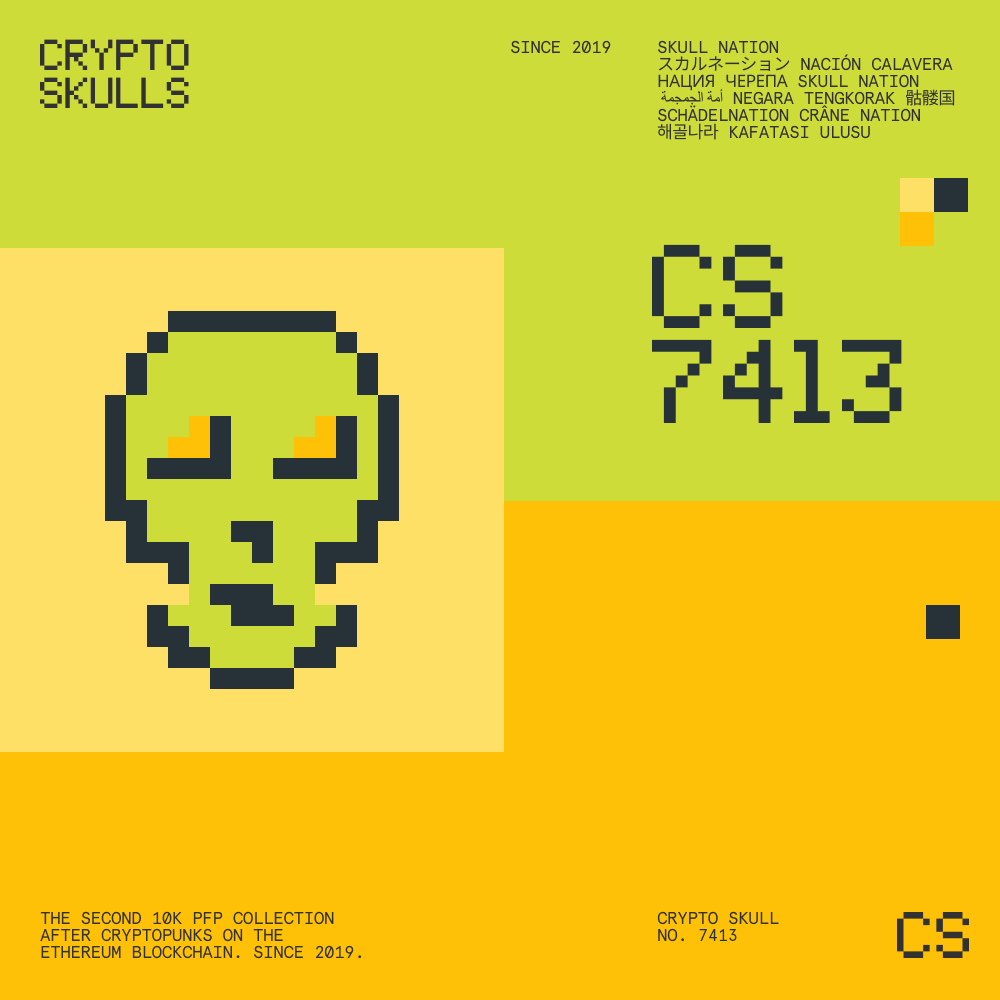 CRYPTO
SKULLS
SINCE 2019
SKULL NATION
スカルネーション NACIÓN CALAVERA
НАЦИЯ ЧЕРЕПА SKULL NATION
أمة الجمجمة NEGARA TENGKORAK 骷髅国
SCHÄDELNATION CRÂNE NATION
해골나라 KAFATASI ULUSU
CS
7413
THE SECOND 10K PFP COLLECTION
AFTER CRYPTOPUNKS ON THE
ETHEREUM BLOCKCHAIN. SINCE 2019.
CRYPTO SKULL
NO. 7413
CS